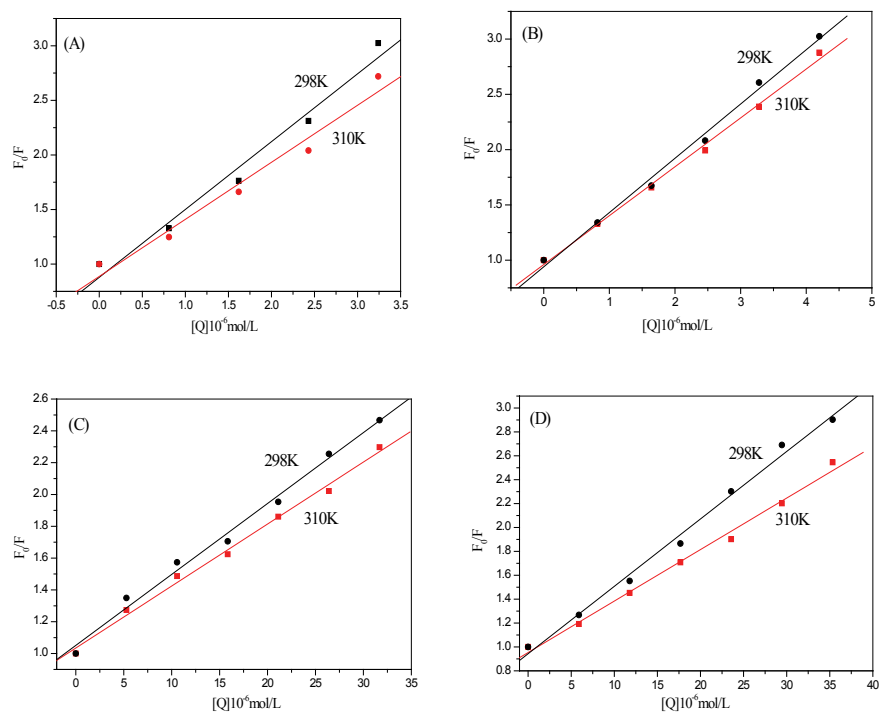 (A)
298K
310K
F₀/F
3.0
2.5
2.0
1.5
1.0
-0.5 0.0 0.5 1.0 1.5 2.0 2.5 3.0 3.5
[Q]10⁻⁶mol/L
(B)
298K
310K
F₀/F
3.0
2.5
2.0
1.5
1.0
0 1 2 3 4 5
[Q]10⁻⁶mol/L
(C)
298K
310K
F₀/F
2.6
2.4
2.2
2.0
1.8
1.6
1.4
1.2
1.0
0 5 10 15 20 25 30 35
[Q]10⁻⁶mol/L
(D)
298K
310K
F₀/F
3.0
2.8
2.6
2.4
2.2
2.0
1.8
1.6
1.4
1.2
1.0
0.8
0 5 10 15 20 25 30 35 40
[Q]10⁻⁶mol/L